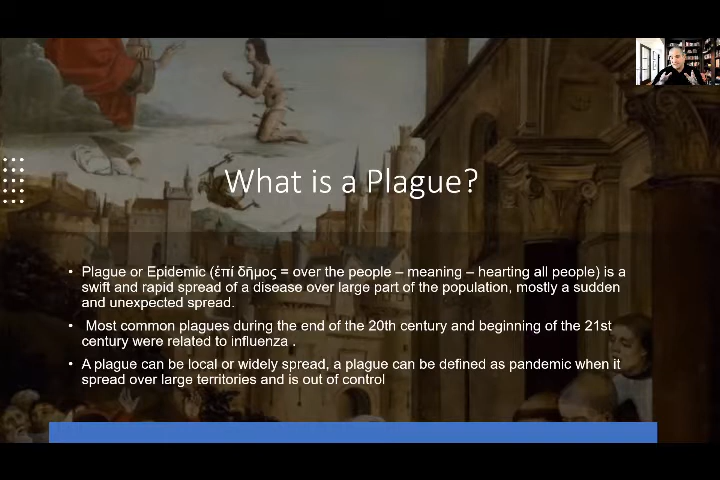 What is a Plague?
• Plague or Epidemic (ἐπί δῆμος = over the people – meaning – hearting all people) is a
swift and rapid spread of a disease over large part of the population, mostly a sudden
and unexpected spread.
• Most common plagues during the end of the 20th century and beginning of the 21st
century were related to influenza .
• A plague can be local or widely spread, a plague can be defined as pandemic when it
spread over large territories and is out of control